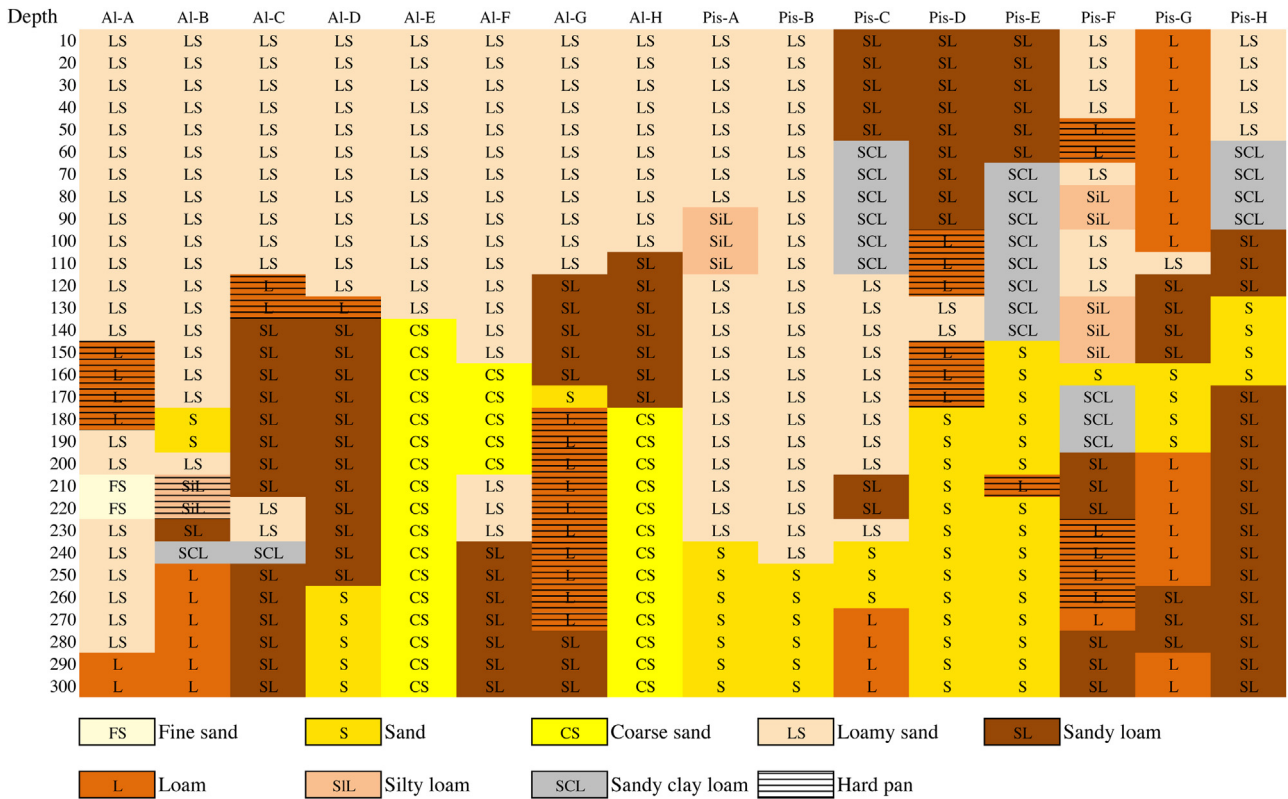 Depth Al-A Al-B Al-C Al-D Al-E Al-F Al-G Al-H Pis-A Pis-B Pis-C Pis-D Pis-E Pis-F Pis-G Pis-H
10 LS LS LS LS LS LS LS LS LS LS SL SL SL LS L LS
20 LS LS LS LS LS LS LS LS LS LS SL SL SL LS L LS
30 LS LS LS LS LS LS LS LS LS LS SL SL SL LS L LS
40 LS LS LS LS LS LS LS LS LS LS SL SL SL LS L LS
50 LS LS LS LS LS LS LS LS LS LS SL SL SL L L LS
60 LS LS LS LS LS LS LS LS LS LS SCL SL SL L L SCL
70 LS LS LS LS LS LS LS LS LS LS SCL SL SCL LS L SCL
80 LS LS LS LS LS LS LS LS LS LS SCL SL SCL SiL L SCL
90 LS LS LS LS LS LS LS LS SiL LS SCL SL SCL SiL L SCL
100 LS LS LS LS LS LS LS LS SiL LS SCL L SCL LS L SL
110 LS LS LS LS LS LS LS SL SiL LS SCL L SCL LS LS SL
120 LS LS L LS LS LS SL SL LS LS LS L SCL LS SL SL
130 LS LS L L LS LS SL SL LS LS LS LS SCL SiL SL S
140 LS LS SL SL CS LS SL SL LS LS LS LS SCL SiL SL S
150 L LS SL SL CS LS SL SL LS LS LS L S SiL SL S
160 L LS SL SL CS CS SL SL LS LS LS L S S S S
170 L LS SL SL CS CS S SL LS LS LS L S SCL S SL
180 L S SL SL CS CS L CS LS LS LS S S SCL S SL
190 LS S SL SL CS CS L CS LS LS LS S S SCL S SL
200 LS LS SL SL CS CS L CS LS LS LS S S SL L SL
210 FS SiL SL SL CS LS L CS LS LS SL S L SL L SL
220 FS SiL LS SL CS LS L CS LS LS SL S S SL L SL
230 LS SL LS SL CS LS L CS LS LS LS S S L L SL
240 LS SCL SCL SL CS SL L CS S LS S S S L L SL
250 LS L SL SL CS SL L CS S S S S S L L SL
260 LS L SL S CS SL L CS S S S S S L SL SL
270 LS L SL S CS SL L CS S S L S S L SL SL
280 LS L SL S CS SL SL CS S S L S S SL SL SL
290 L L SL S CS SL SL CS S S L S S SL L SL
300 L L SL S CS SL SL CS S S L S S SL L SL
FS Fine sand S Sand CS Coarse sand LS Loamy sand SL Sandy loam
L Loam SIL Silty loam SCL Sandy clay loam Hard pan